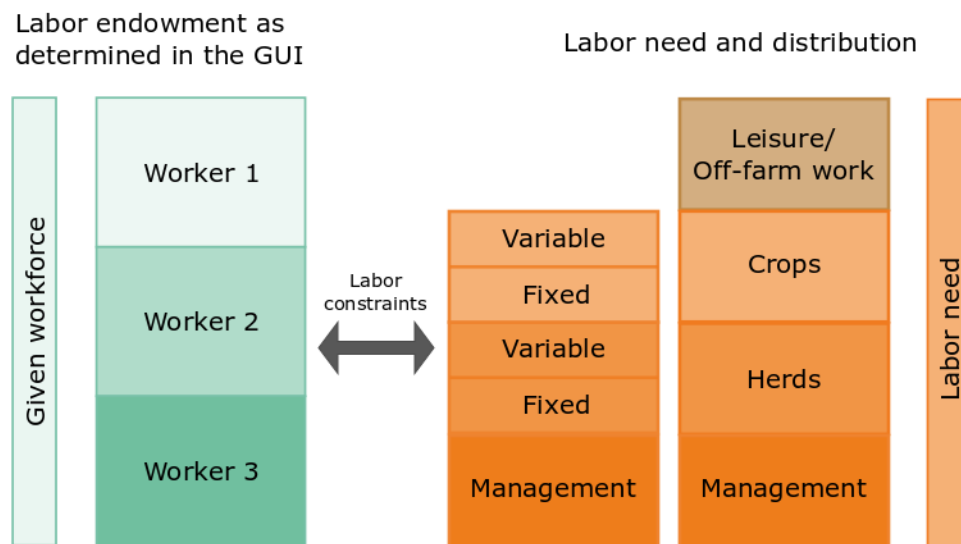 Labor endowment as
determined in the GUI
Labor need and distribution
Given workforce
Worker 1
Worker 2
Worker 3
Labor
constraints
Variable
Fixed
Variable
Fixed
Management
Leisure/
Off-farm work
Crops
Herds
Management
Labor need